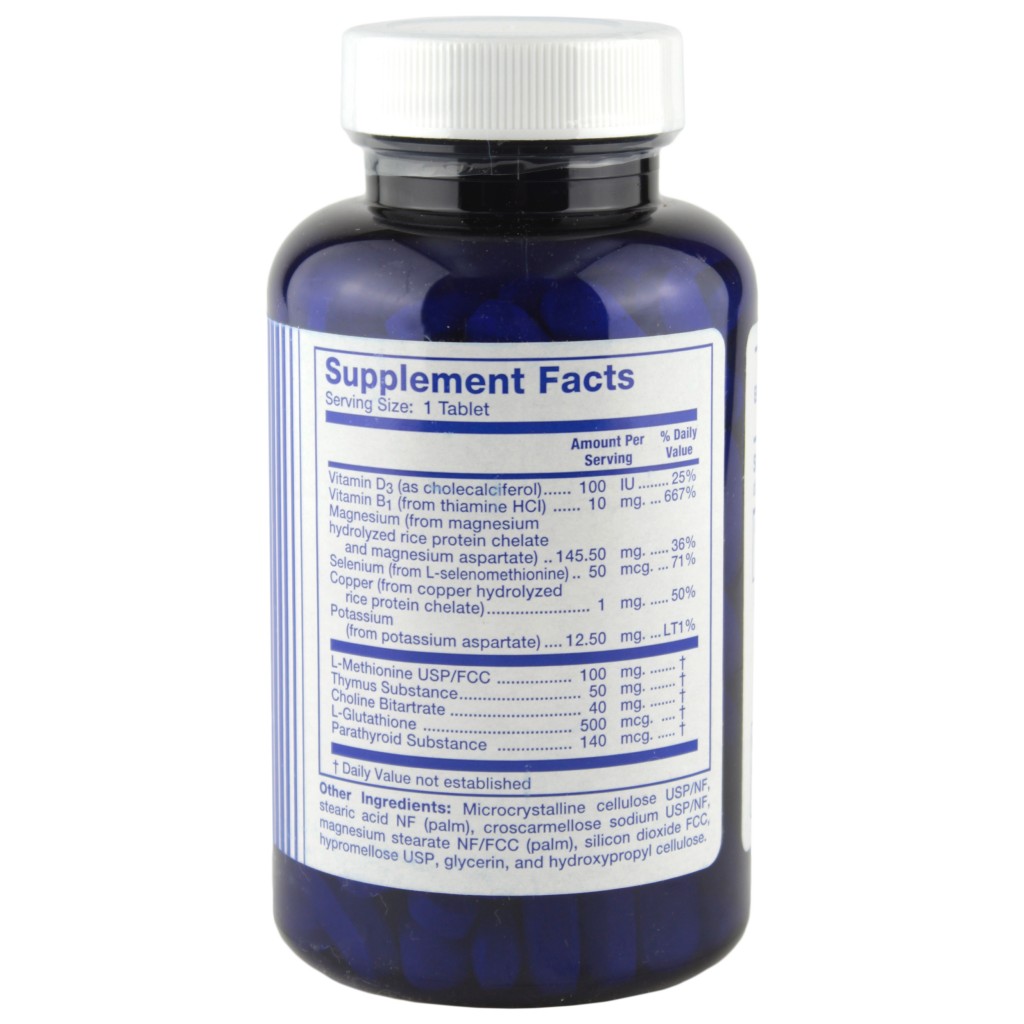 Supplement Facts
Serving Size: 1 Tablet
Amount Per Serving
% Daily Value
Vitamin D3 (as cholecalciferol)...... 100 IU ........ 25%
Vitamin B1 (from thiamine HCl) ...... 10 mg. ... 667%
Magnesium (from magnesium
hydrolyzed rice protein chelate
and magnesium aspartate) .. 145.50 mg. ..... 36%
Selenium (from L-selenomethionine) .. 50 mcg. ... 71%
Copper (from copper hydrolyzed
rice protein chelate)...................... 1 mg. ..... 50%
Potassium
(from potassium aspartate) .... 12.50 mg. ... LT1%
L-Methionine USP/FCC ................ 100 mg. ....... †
Thymus Substance.......................... 50 mg. ....... †
Choline Bitartrate ........................... 40 mg. ....... †
L-Glutathione ................................ 500 mcg. .... †
Parathyroid Substance ................ 140 mcg. ..... †
† Daily Value not established
Other Ingredients: Microcrystalline cellulose USP/NF,
stearic acid NF (palm), croscarmellose sodium USP/NF,
magnesium stearate NF/FCC (palm), silicon dioxide FCC,
hypromellose USP, glycerin, and hydroxypropyl cellulose.